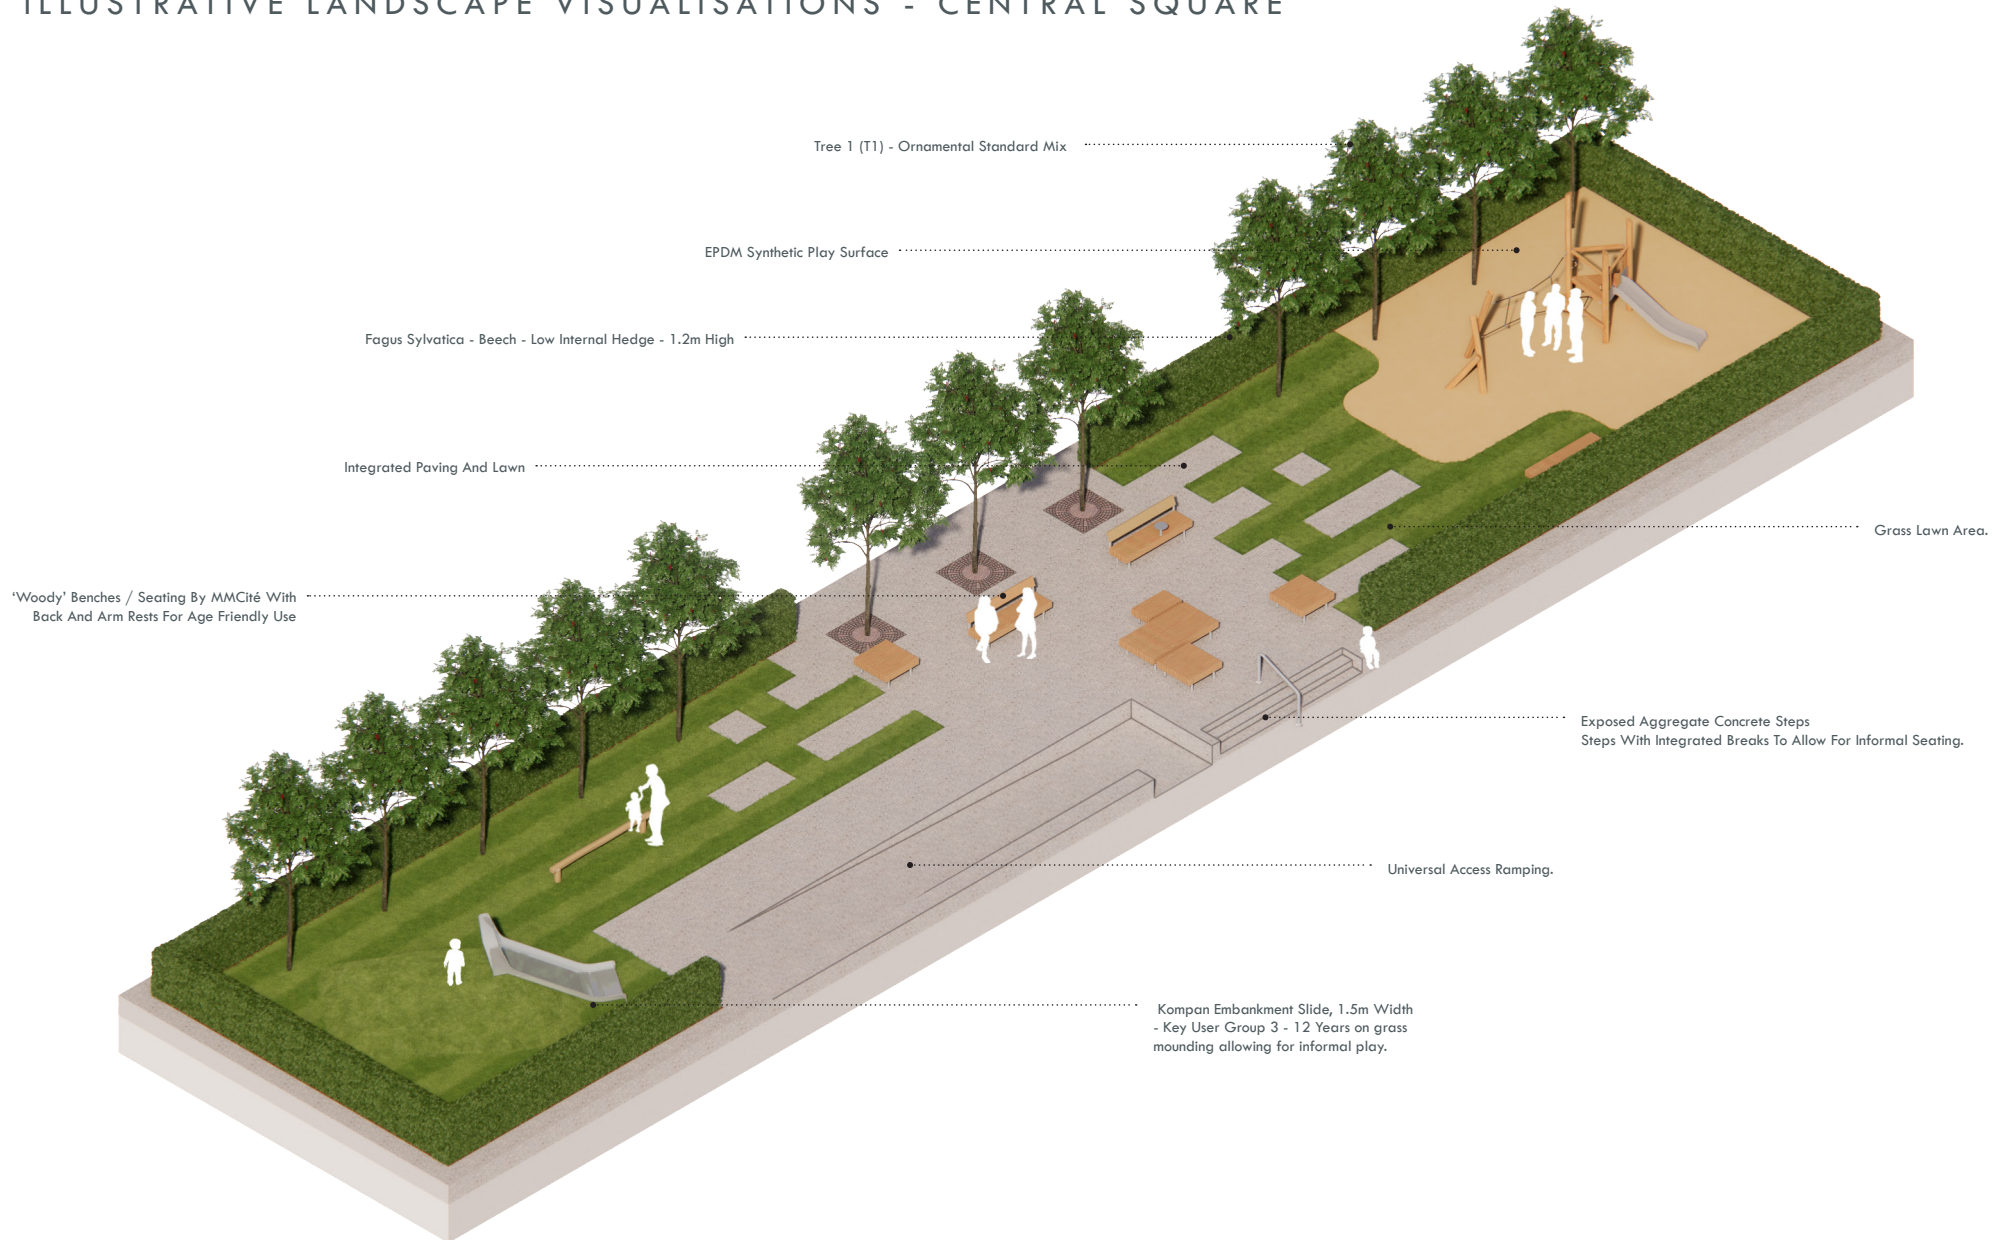 ILLUSTRATIVE LANDSCAPE VISUALISATIONS - CENTRAL SQUARE
Tree 1 (T1) - Ornamental Standard Mix
EPDM Synthetic Play Surface
Fagus Sylvatica - Beech - Low Internal Hedge - 1.2m High
Integrated Paving And Lawn
Grass Lawn Area.
'Woody' Benches / Seating By MMCité With
Back And Arm Rests For Age Friendly Use
Exposed Aggregate Concrete Steps
Steps With Integrated Breaks To Allow For Informal Seating.
Universal Access Ramping.
Kompan Embankment Slide, 1.5m Width
- Key User Group 3 - 12 Years on grass
mounding allowing for informal play.